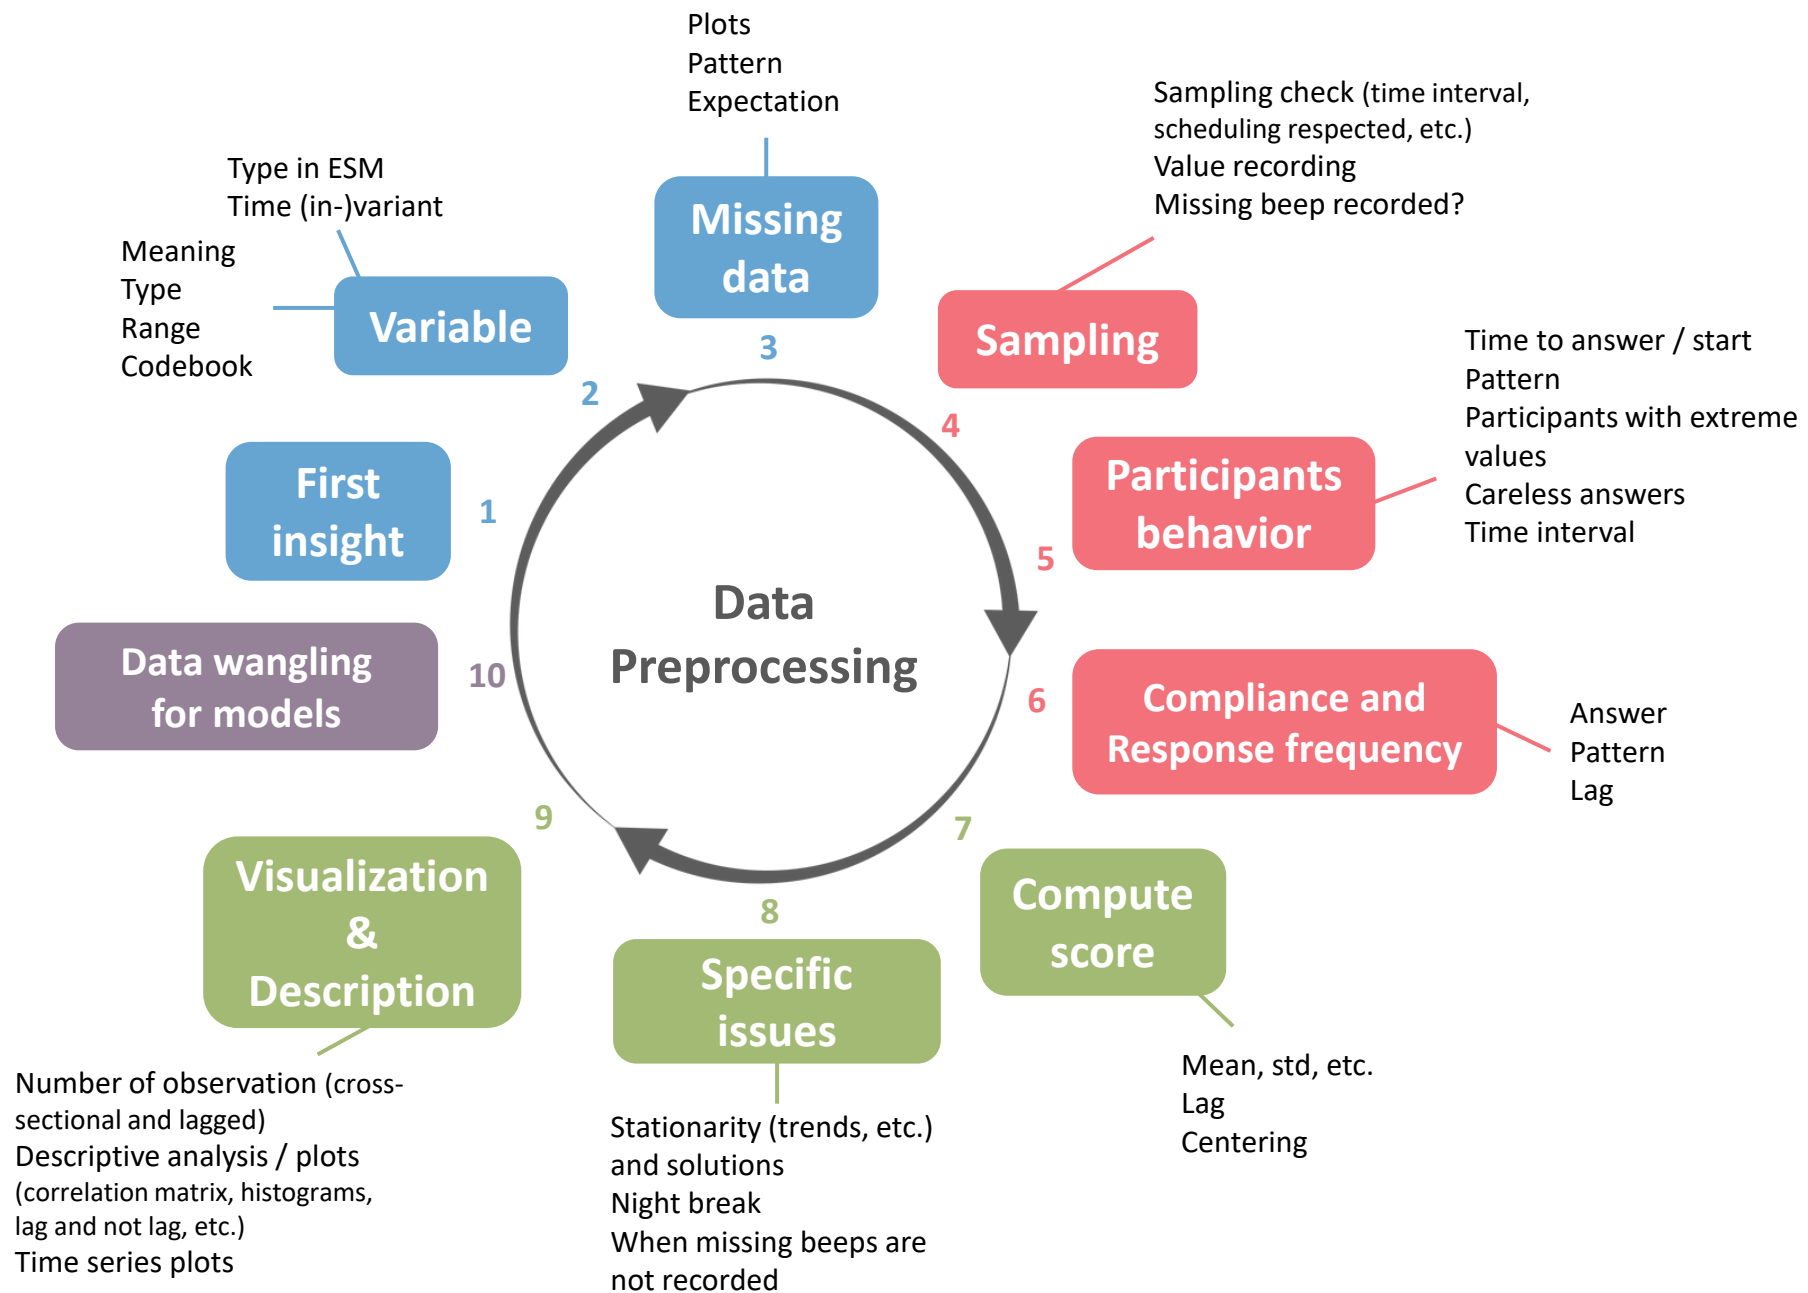 Data
Preprocessing
1
First
insight
2
Variable
Type in ESM
Time (in-)variant
Meaning
Type
Range
Codebook
3
Missing
data
Plots
Pattern
Expectation
4
Sampling
Sampling check (time interval,
scheduling respected, etc.)
Value recording
Missing beep recorded?
5
Participants
behavior
Time to answer / start
Pattern
Participants with extreme
values
Careless answers
Time interval
6
Compliance and
Response frequency
Answer
Pattern
Lag
7
Compute
score
Mean, std, etc.
Lag
Centering
8
Specific
issues
Stationarity (trends, etc.)
and solutions
Night break
When missing beeps are
not recorded
9
Visualization
&
Description
Number of observation (cross-
sectional and lagged)
Descriptive analysis / plots
(correlation matrix, histograms,
lag and not lag, etc.)
Time series plots
10
Data wangling
for models